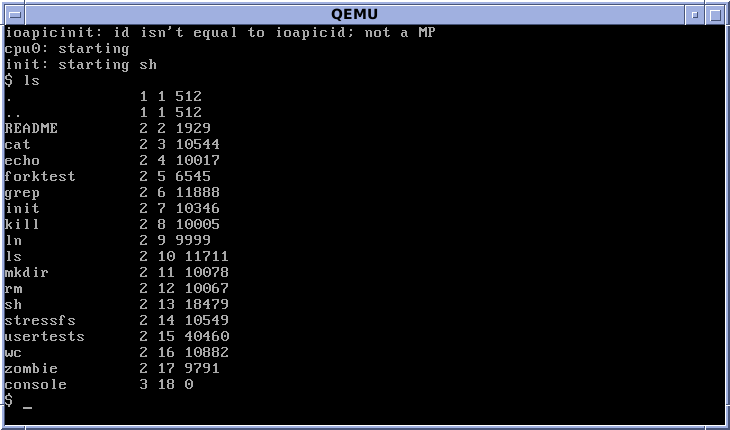 QEMU
ioapicinit: id isn't equal to ioapicid; not a MP
cpu0: starting
init: starting sh
$ ls
.              1 1 512
..             1 1 512
README         2 2 1929
cat            2 3 10544
echo           2 4 10017
forktest       2 5 6545
grep           2 6 11888
init           2 7 10346
kill           2 8 10005
ln             2 9 9999
ls             2 10 11711
mkdir          2 11 10078
rm             2 12 10067
sh             2 13 18479
stressfs       2 14 10549
usertests      2 15 40460
wc             2 16 10882
zombie         2 17 9791
console        3 18 0
$ _